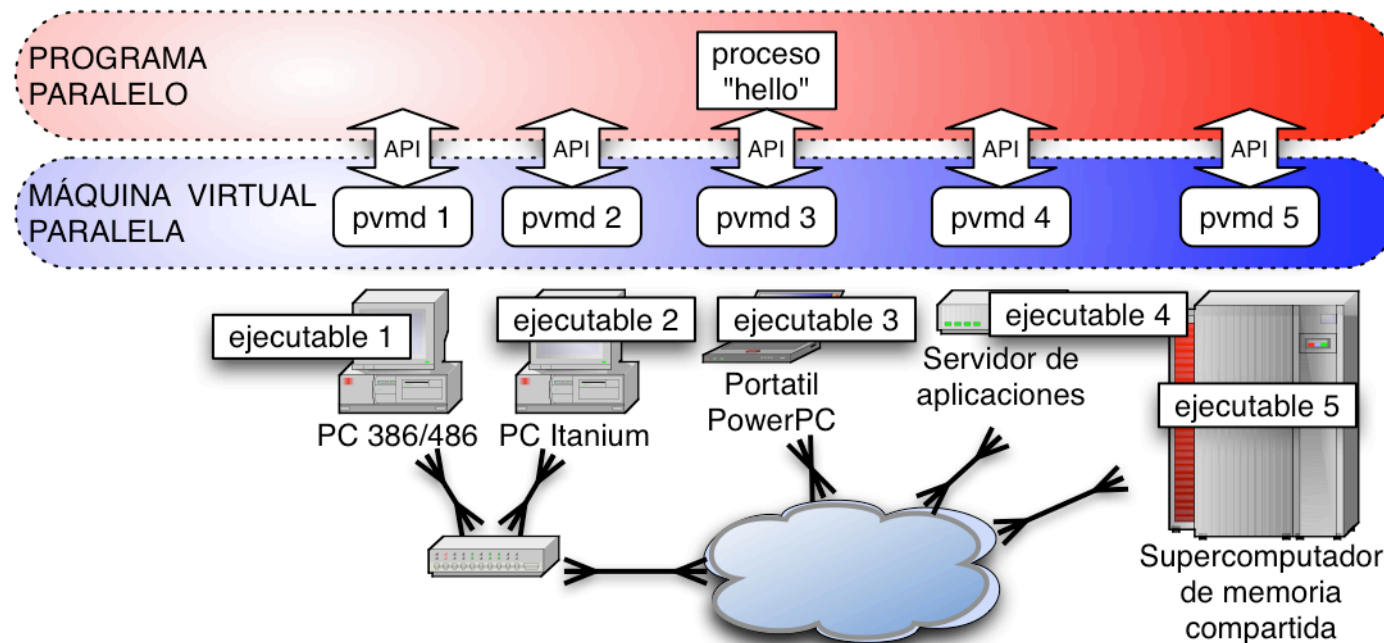 PROGRAMA
PARALELO
proceso
"hello"
API
API
API
API
API
MÁQUINA VIRTUAL
PARALELA
pvmd 1
pvmd 2
pvmd 3
pvmd 4
pvmd 5
ejecutable 1
ejecutable 2
ejecutable 3
ejecutable 4
ejecutable 5
PC 386/486
PC Itanium
Portatil
PowerPC
Servidor de
aplicaciones
Supercomputador
de memoria
compartida